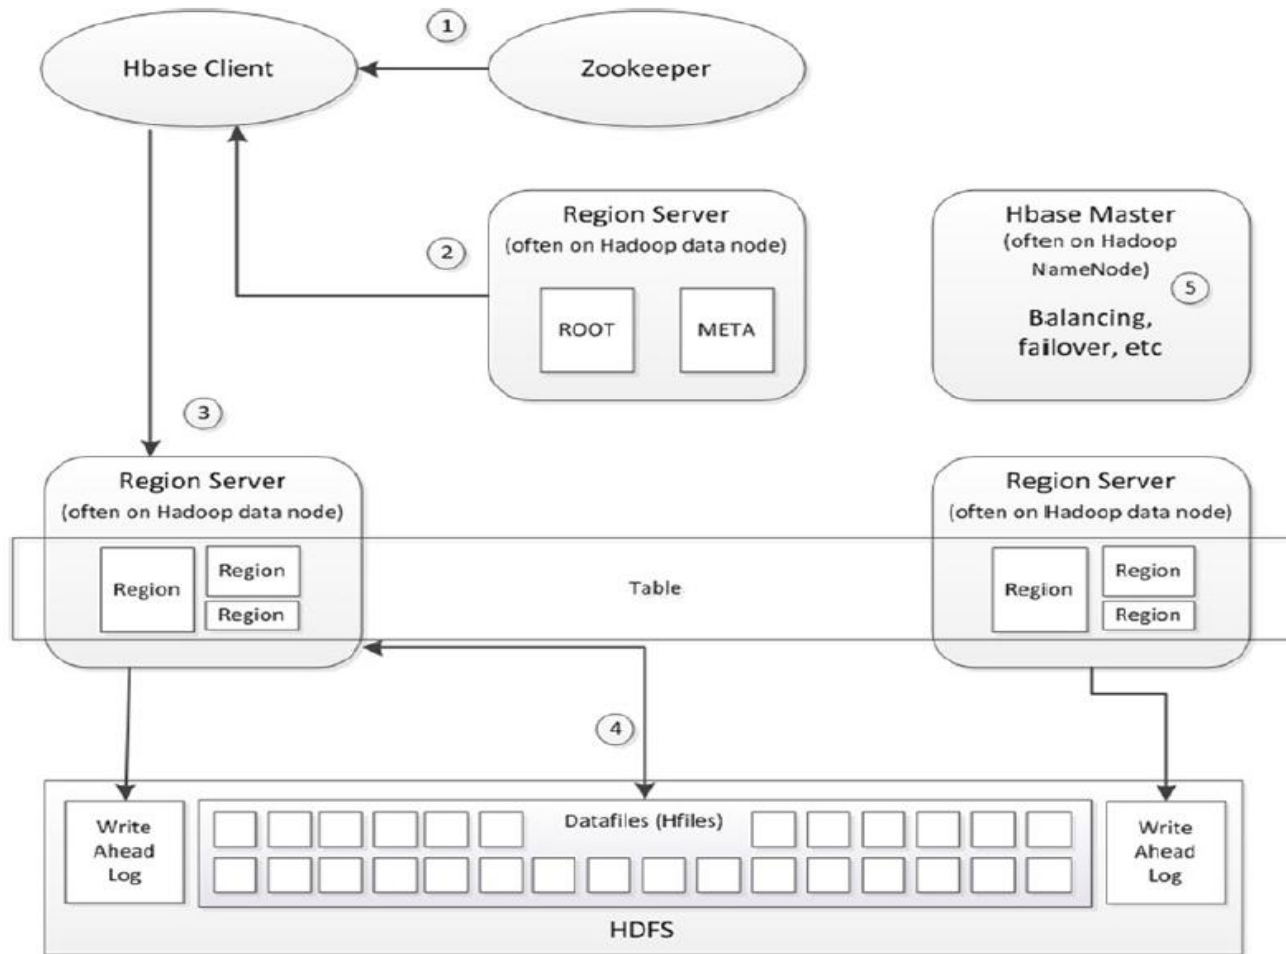 1
Hbase Client
Zookeeper
Region Server
(often on Hadoop data node)
ROOT
META
2
Hbase Master
(often on Hadoop
NameNode)
5
Balancing,
failover, etc
3
Region Server
(often on Hadoop data node)
Region
Region
Region
Table
Region Server
(often on Hadoop data node)
Region
Region
Region
4
Write
Ahead
Log
Datafiles (Hfiles)
Write
Ahead
Log
HDFS